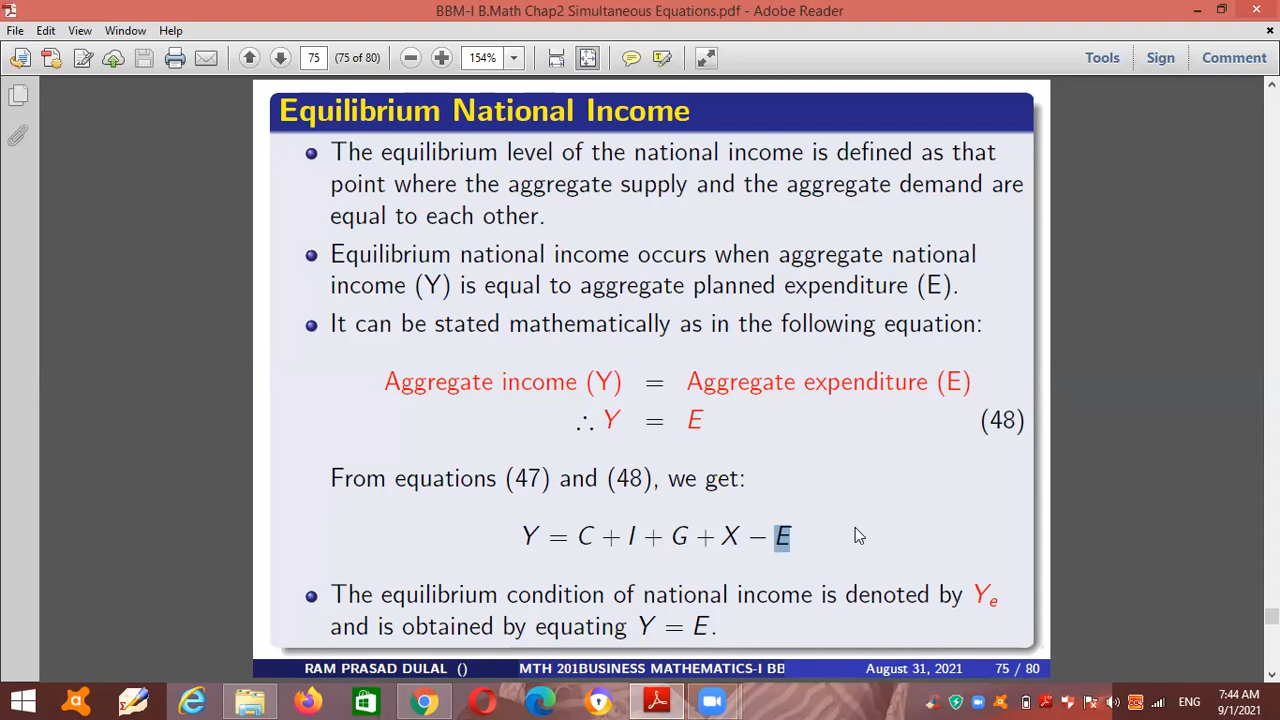 BBM-I B.Math Chap2 Simultaneous Equations.pdf - Adobe Reader
File Edit View Window Help
75 (75 of 80) 154% Tools Sign Comment
Equilibrium National Income
The equilibrium level of the national income is defined as that
point where the aggregate supply and the aggregate demand are
equal to each other.
Equilibrium national income occurs when aggregate national
income (Y) is equal to aggregate planned expenditure (E).
It can be stated mathematically as in the following equation:
Aggregate income (Y) = Aggregate expenditure (E)
∴ Y = E (48)
From equations (47) and (48), we get:
Y = C + I + G + X − E
The equilibrium condition of national income is denoted by Yₑ
and is obtained by equating Y = E.
RAM PRASAD DULAL () MTH 201BUSINESS MATHEMATICS-I BB August 31, 2021 75 / 80
ENG 7:44 AM
9/1/2021